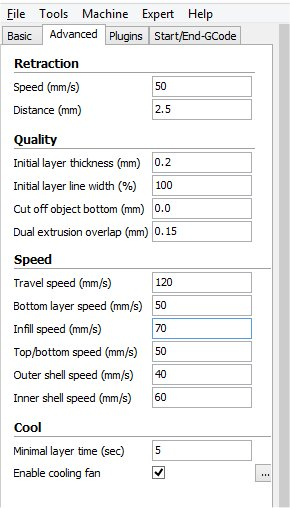 File Tools Machine Expert Help
Basic Advanced Plugins Start/End-GCode
Retraction
Speed (mm/s) 50
Distance (mm) 2.5
Quality
Initial layer thickness (mm) 0.2
Initial layer line width (%) 100
Cut off object bottom (mm) 0.0
Dual extrusion overlap (mm) 0.15
Speed
Travel speed (mm/s) 120
Bottom layer speed (mm/s) 50
Infill speed (mm/s) 70
Top/bottom speed (mm/s) 50
Outer shell speed (mm/s) 40
Inner shell speed (mm/s) 60
Cool
Minimal layer time (sec) 5
Enable cooling fan ...